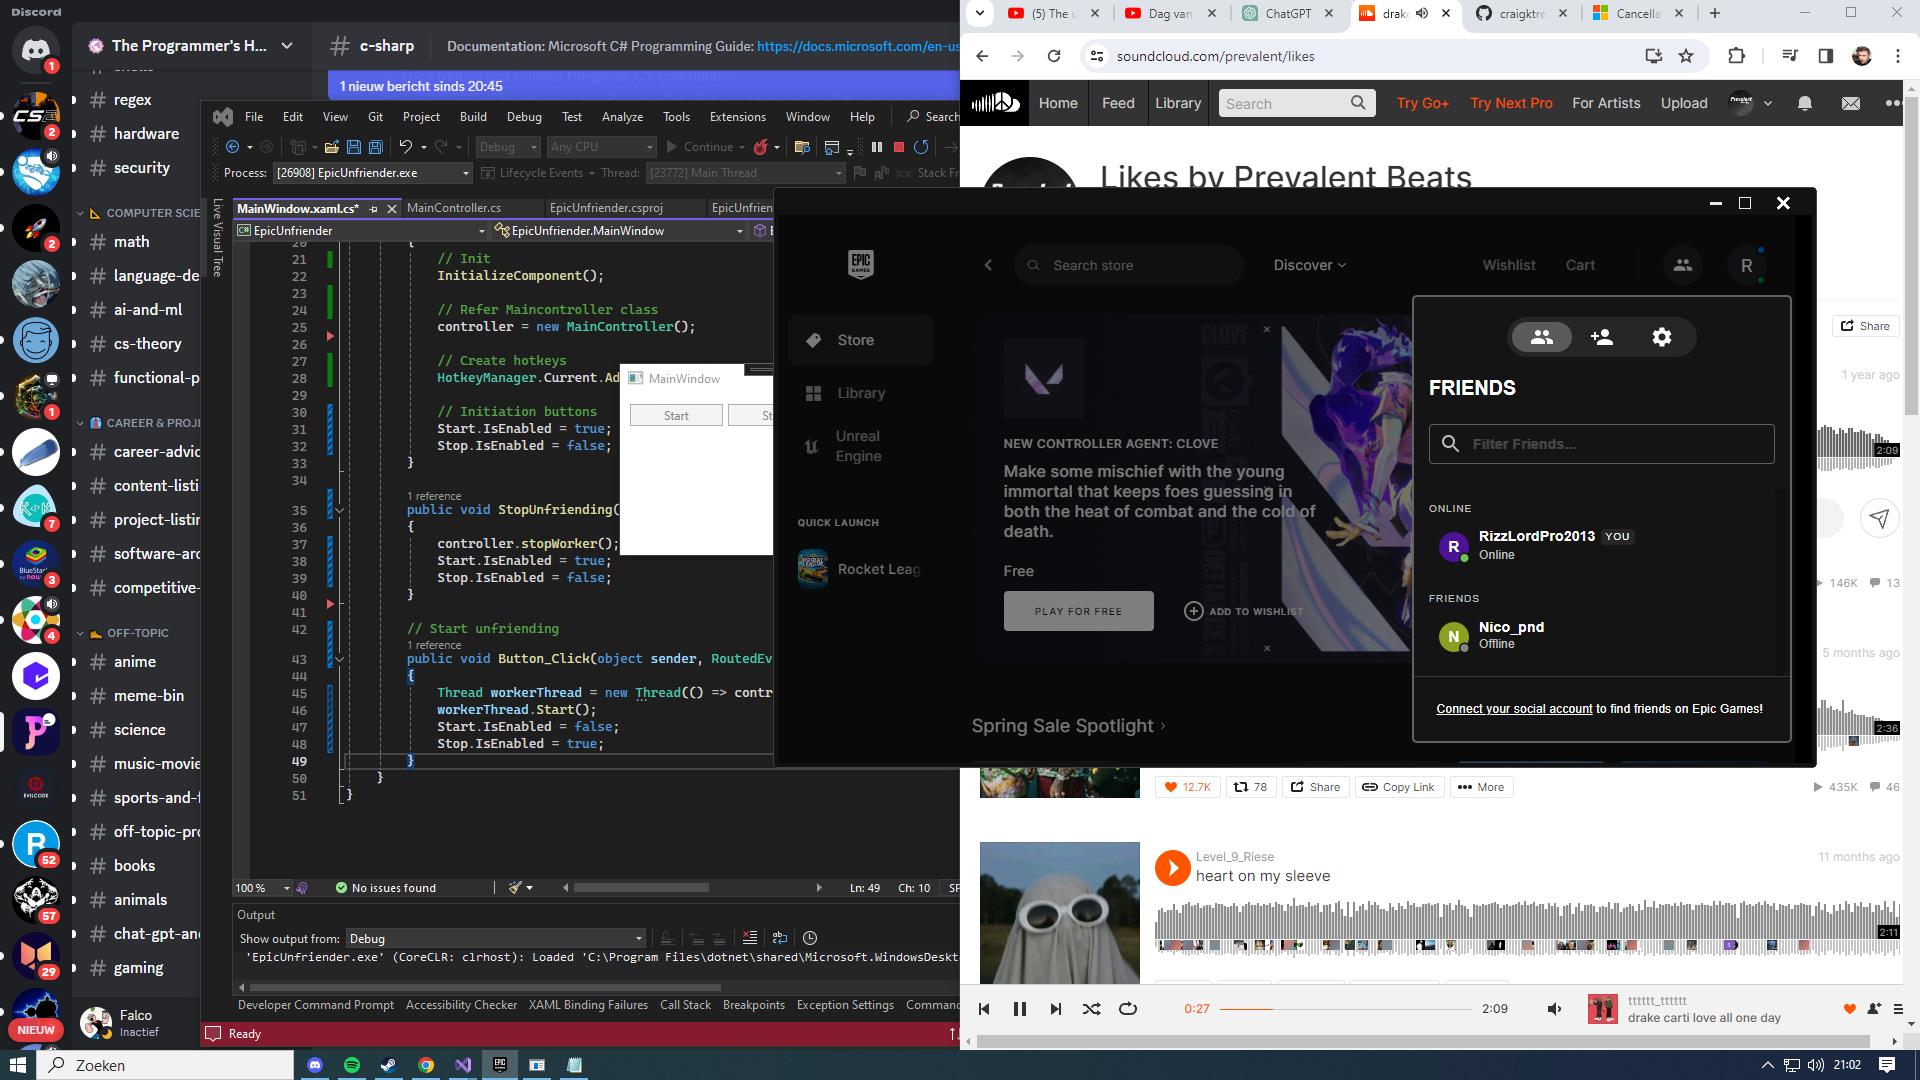 Discord
The Programmer's H...
c-sharp
Documentation: Microsoft C# Programming Guide: https://docs.microsoft.com/en-us
follows the given X-Y coordinates.
1 nieuw bericht sinds 20:45
regex
hardware
security
COMPUTER SCIE
math
language-de
ai-and-ml
cs-theory
functional-p
CAREER & PROJ
career-advic
content-listi
project-listin
software-arc
competitive-
OFF-TOPIC
anime
meme-bin
science
music-movie
sports-and-f
off-topic-pro
books
animals
chat-gpt-and
gaming
1
2
2
1
7
3
4
52
57
29
NIEUW
Falco
Inactief
File Edit View Git Project Build Debug Test Analyze Tools Extensions Window Help Search
Debug Any CPU Continue
Process: [26908] EpicUnfriender.exe Lifecycle Events Thread: [23772] Main Thread Stack Fr
Live Visual Tree
MainWindow.xaml.cs* MainController.cs EpicUnfriender.csproj EpicUnfrien
EpicUnfriender EpicUnfriender.MainWindow
20 {
21 // Init
22 InitializeComponent();
23
24 // Refer Maincontroller class
25 controller = new MainController();
26
27 // Create hotkeys
28 HotkeyManager.Current.Ad
29
30 // Initiation buttons
31 Start.IsEnabled = true;
32 Stop.IsEnabled = false;
33 }
34
1 reference
35 public void StopUnfriending(
36 {
37 controller.stopWorker();
38 Start.IsEnabled = true;
39 Stop.IsEnabled = false;
40 }
41
42 // Start unfriending
1 reference
43 public void Button_Click(object sender, RoutedEv
44 {
45 Thread workerThread = new Thread(() => contr
46 workerThread.Start();
47 Start.IsEnabled = false;
48 Stop.IsEnabled = true;
49 }
50 }
51 }
MainWindow
Start
St
100 % No issues found Ln: 49 Ch: 10 SP
Output
Show output from: Debug
'EpicUnfriender.exe' (CoreCLR: clrhost): Loaded 'C:\Program Files\dotnet\shared\Microsoft.WindowsDeskt
Developer Command Prompt Accessibility Checker XAML Binding Failures Call Stack Breakpoints Exception Settings Comman
Ready
EPIC GAMES
Search store
Discover
Wishlist
Cart
R
Store
Library
Unreal
Engine
QUICK LAUNCH
Rocket Leag
NEW CONTROLLER AGENT: CLOVE
Make some mischief with the young
immortal that keeps foes guessing in
both the heat of combat and the cold of
death.
Free
PLAY FOR FREE
ADD TO WISHLIST
Spring Sale Spotlight
FRIENDS
Filter Friends...
ONLINE
R
RizzLordPro2013 YOU
Online
FRIENDS
N
Nico_pnd
Offline
Connect your social account to find friends on Epic Games!
(5) The u
Dag van
ChatGPT
drak
craigktre
Cancella
soundcloud.com/prevalent/likes
Home Feed Library Search Try Go+ Try Next Pro For Artists Upload
Likes by Prevalent Beats
Share
1 year ago
2:09
146K 13
5 months ago
2:36
12.7K 78 Share Copy Link More
435K 46
Level_9_Riese
heart on my sleeve
11 months ago
2:11
0:27
2:09
tttttt_tttttt
drake carti love all one day
Zoeken
21:02